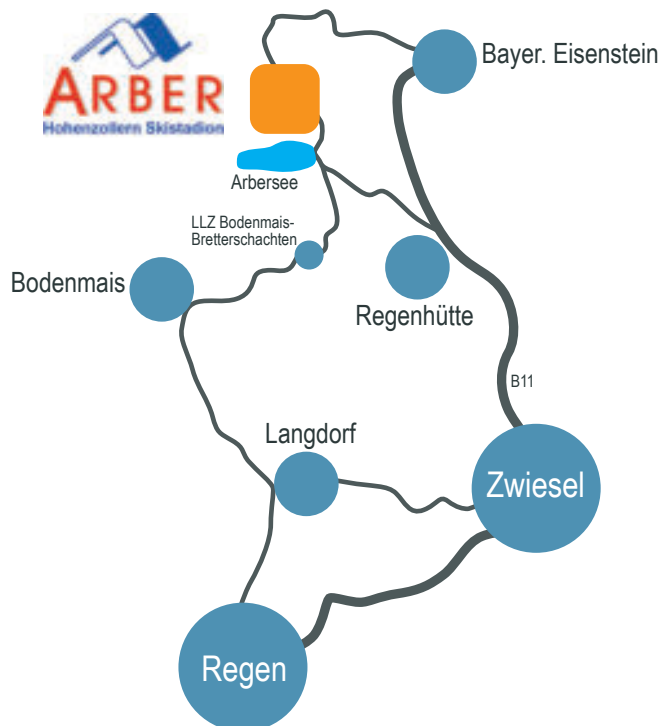 ARBER
Hohenzollern Skistadion
Bayer. Eisenstein
Arbersee
LLZ Bodenmais-
Bretterschachten
Bodenmais
Regenhütte
B11
Langdorf
Zwiesel
Regen